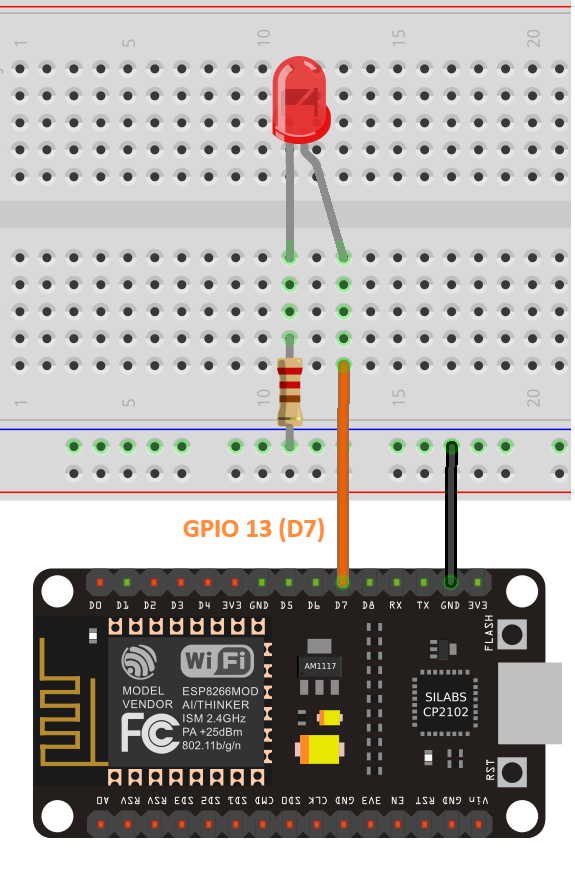 1 5 10 15 20
1 5 10 15 20
GPIO 13 (D7)
D0 D1 D2 D3 D4 3V3 GND D5 D6 D7 D8 RX TX GND 3V3
FLASH
WiFi
MODEL
VENDOR
ESP8266MOD
AI/THINKER
ISM 2.4GHz
PA +25dBm
802.11b/g/n
FC
AM1117
SILABS
CP2102
RST
A0 RSV RSV SD3 SD2 SD1 CMD SD0 CLK GND 3V3 EN RST GND Vin